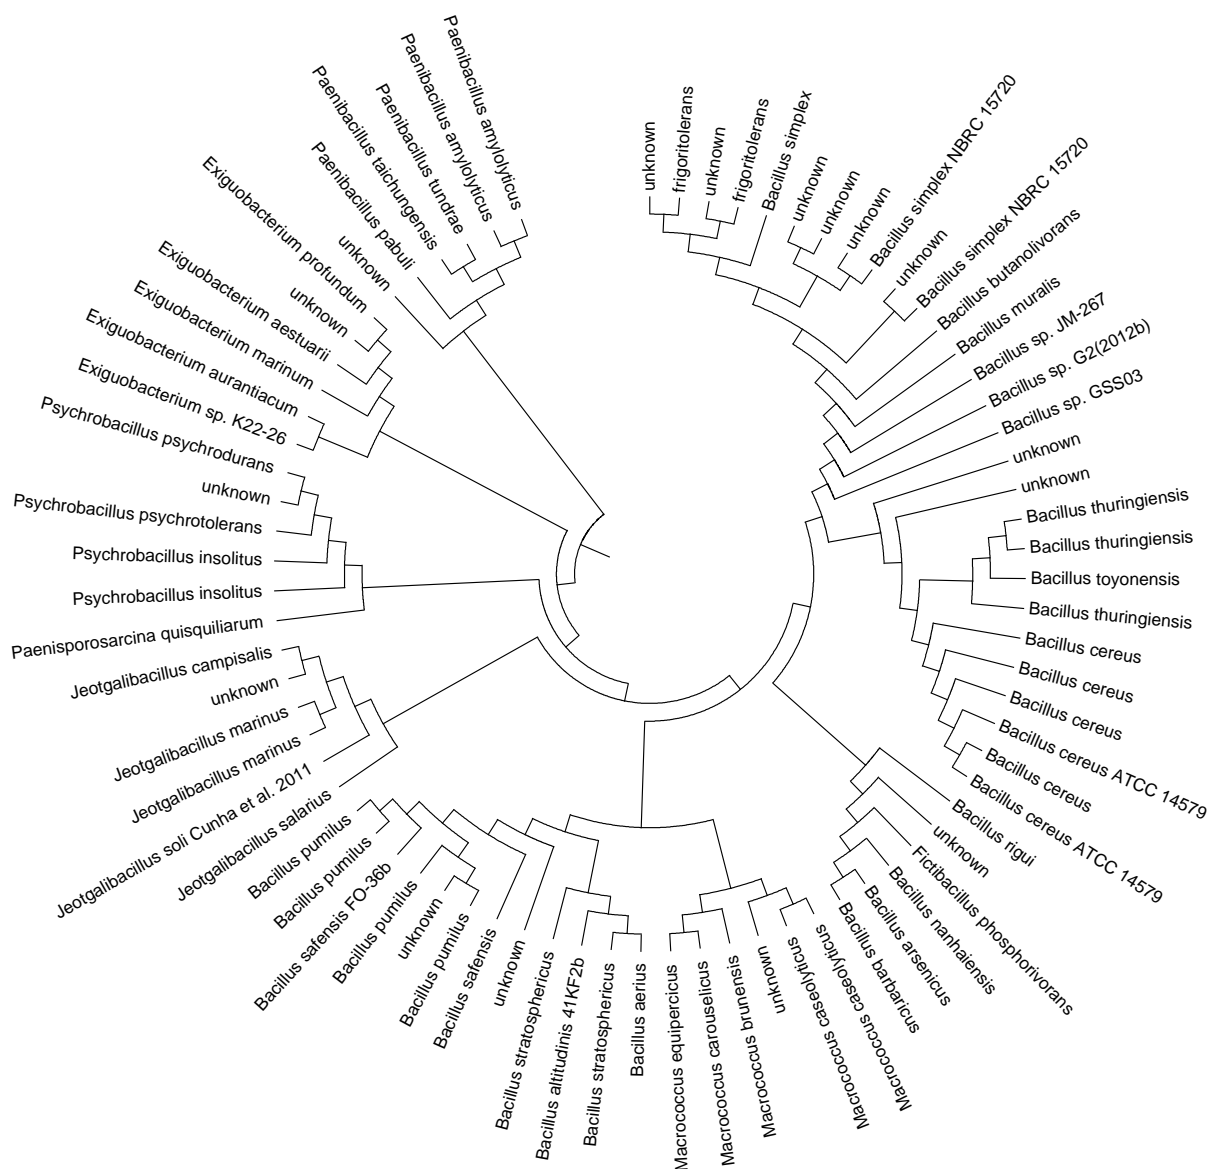 unknown
frigoritolerans
unknown
frigoritolerans
Bacillus simplex
unknown
unknown
unknown
Bacillus simplex NBRC 15720
unknown
Bacillus simplex NBRC 15720
Bacillus butanolivorans
Bacillus muralis
Bacillus sp. JM-267
Bacillus sp. G2(2012b)
Bacillus sp. GSS03
unknown
unknown
Bacillus thuringiensis
Bacillus thuringiensis
Bacillus toyonensis
Bacillus thuringiensis
Bacillus cereus
Bacillus cereus
Bacillus cereus
Bacillus cereus ATCC 14579
Bacillus cereus
Bacillus cereus ATCC 14579
Bacillus rigui
unknown
Fictibacillus phosphorivorans
Bacillus nanhaiensis
Bacillus arsenicus
Bacillus barbaricus
Macrococcus caseolyticus
Macrococcus caseolyticus
unknown
Macrococcus brunensis
Macrococcus carouselicus
Macrococcus equipercicus
Bacillus aerius
Bacillus stratosphericus
Bacillus altitudinis 41KF2b
Bacillus stratosphericus
unknown
Bacillus safensis
Bacillus pumilus
unknown
Bacillus pumilus
Bacillus safensis FO-36b
Bacillus pumilus
Bacillus pumilus
Jeotgalibacillus salarius
Jeotgalibacillus soli Cunha et al. 2011
Jeotgalibacillus marinus
Jeotgalibacillus marinus
unknown
Jeotgalibacillus campisalis
Paenisporosarcina quisquiliarum
Psychrobacillus insolitus
Psychrobacillus insolitus
Psychrobacillus psychrotolerans
unknown
Psychrobacillus psychrodurans
Exiguobacterium sp. K22-26
Exiguobacterium aurantiacum
Exiguobacterium marinum
Exiguobacterium aestuarii
unknown
Exiguobacterium profundum
unknown
Paenibacillus pabuli
Paenibacillus taichungensis
Paenibacillus tundrae
Paenibacillus amylolyticus
Paenibacillus amylolyticus